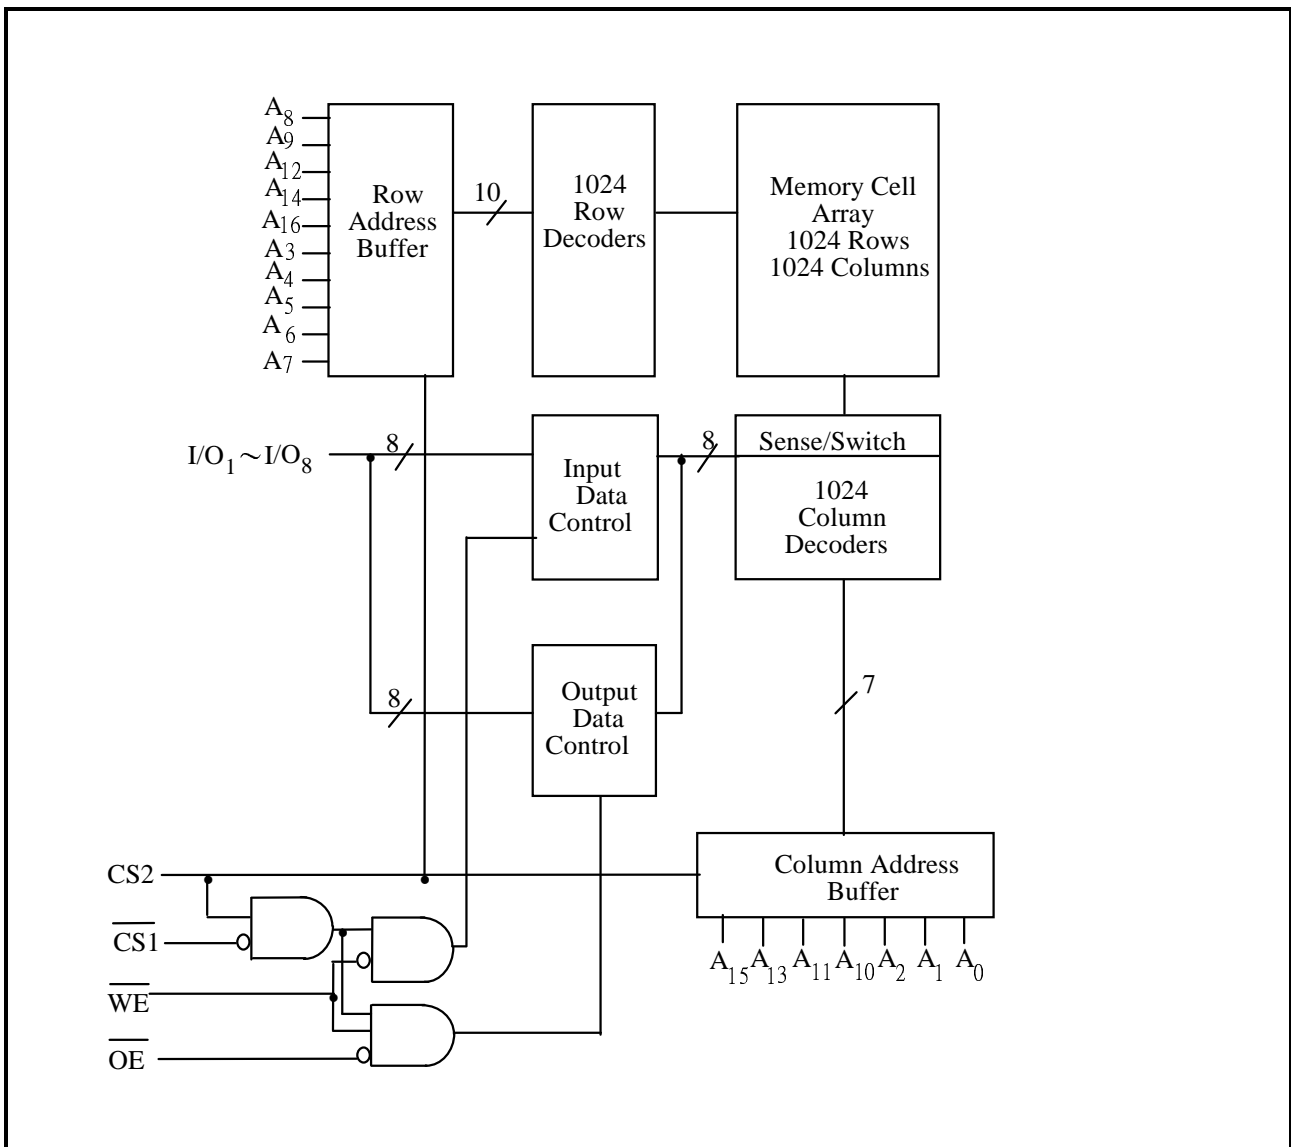 A8
A9
A12
A14
A16
A3
A4
A5
A6
A7
Row
Address
Buffer
10
1024
Row
Decoders
Memory Cell
Array
1024 Rows
1024 Columns
I/O1~I/O8
8
Input
Data
Control
8
Sense/Switch
1024
Column
Decoders
8
Output
Data
Control
7
CS2
CS1
WE
OE
Column Address
Buffer
A15 A13 A11 A10 A2 A1 A0